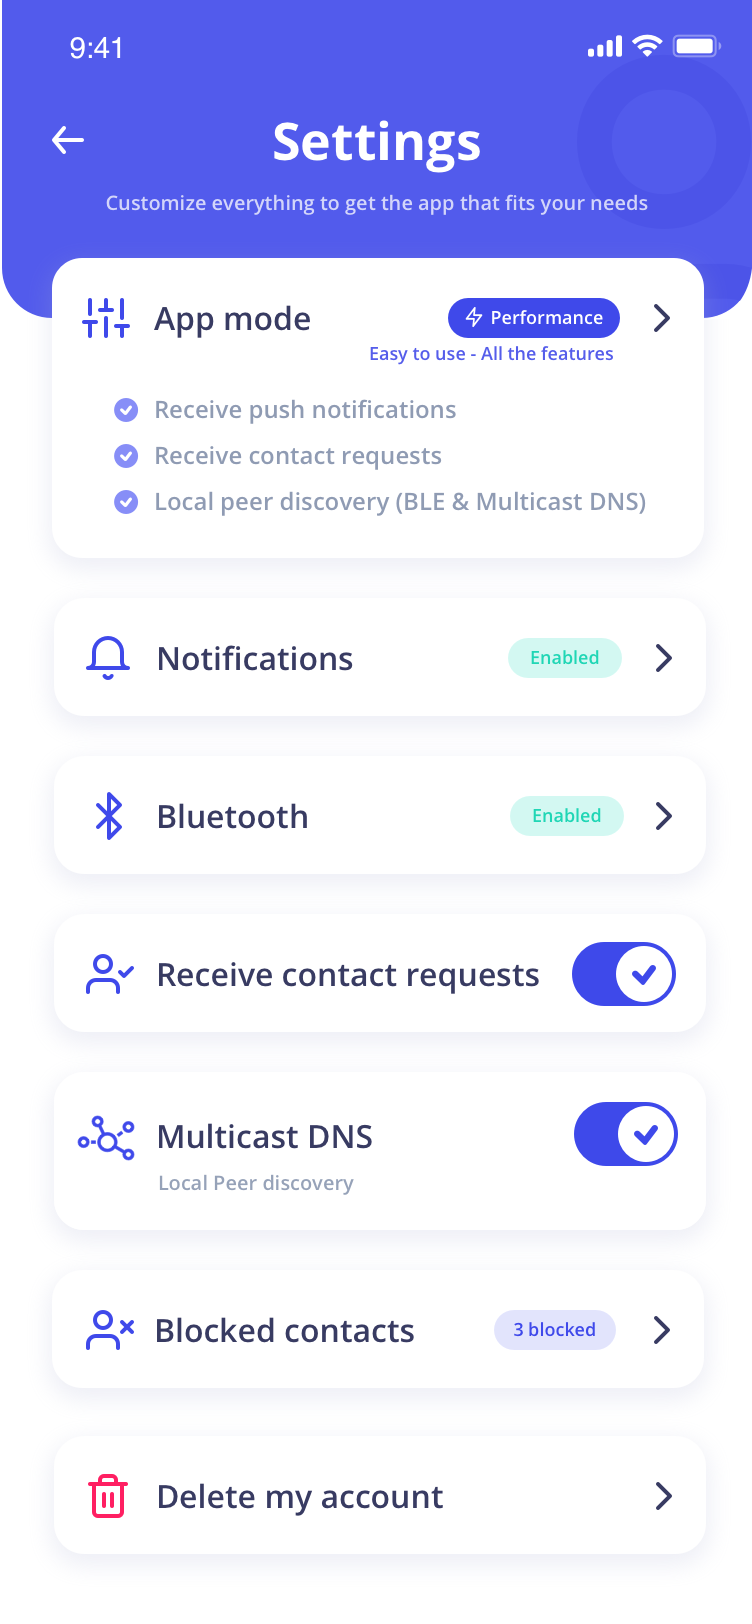 9:41
Settings
Customize everything to get the app that fits your needs
App mode
Performance
Easy to use - All the features
Receive push notifications
Receive contact requests
Local peer discovery (BLE & Multicast DNS)
Notifications
Enabled
Bluetooth
Enabled
Receive contact requests
Multicast DNS
Local Peer discovery
Blocked contacts
3 blocked
Delete my account